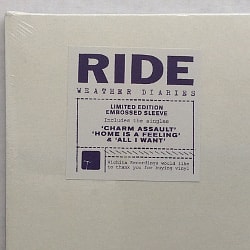 RIDE
WEATHER DIARIES
LIMITED EDITION
EMBOSSED SLEEVE
Includes the singles
'CHARM ASSAULT'
'HOME IS A FEELING'
& 'ALL I WANT'
Wichita Recordings would like
to thank you for buying vinyl